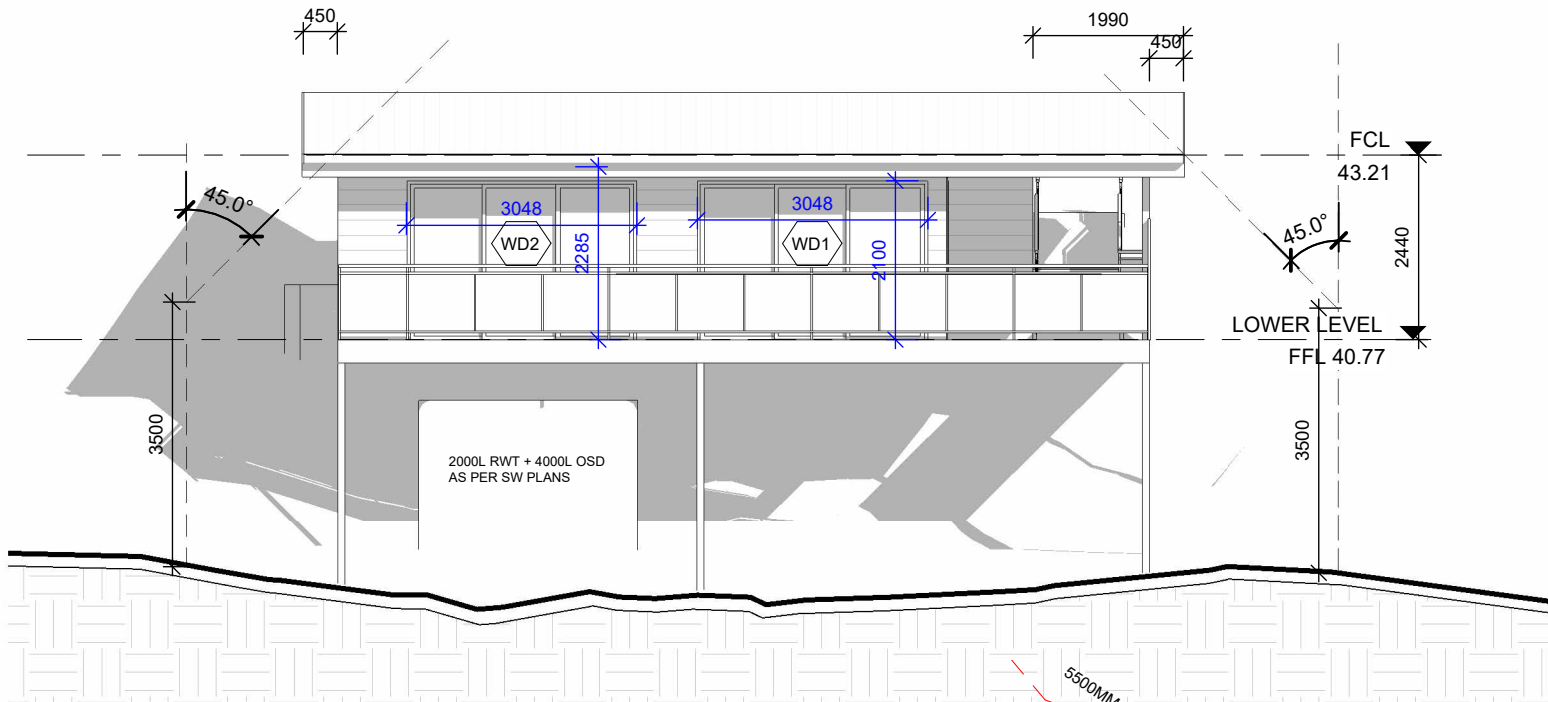 450
1990
450
FCL
43.21
45.0°
3048
3048
45.0°
WD2
WD1
2285
2100
2440
LOWER LEVEL
FFL 40.77
3500
3500
2000L RWT + 4000L OSD
AS PER SW PLANS
5500MM